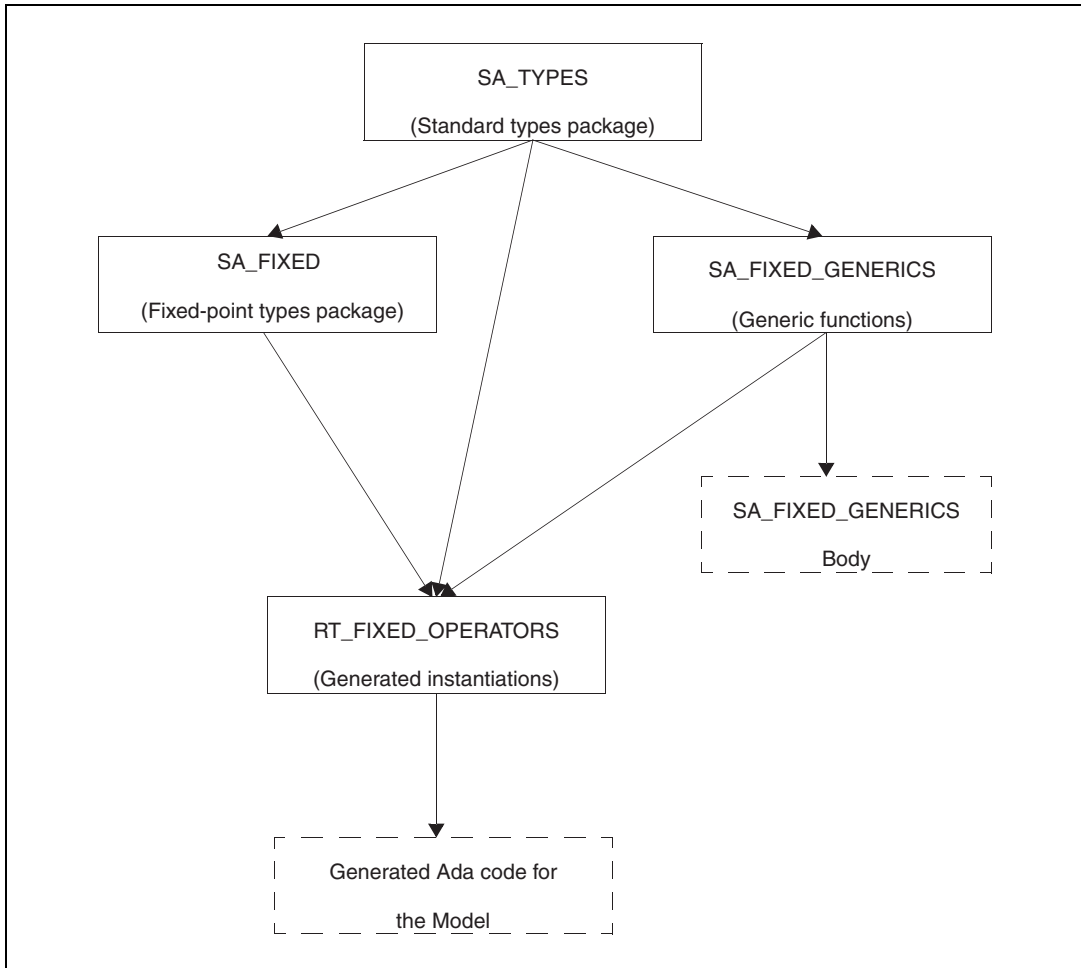 SA_TYPES
(Standard types package)
SA_FIXED
(Fixed-point types package)
SA_FIXED_GENERICS
(Generic functions)
SA_FIXED_GENERICS
Body
RT_FIXED_OPERATORS
(Generated instantiations)
Generated Ada code for
the Model